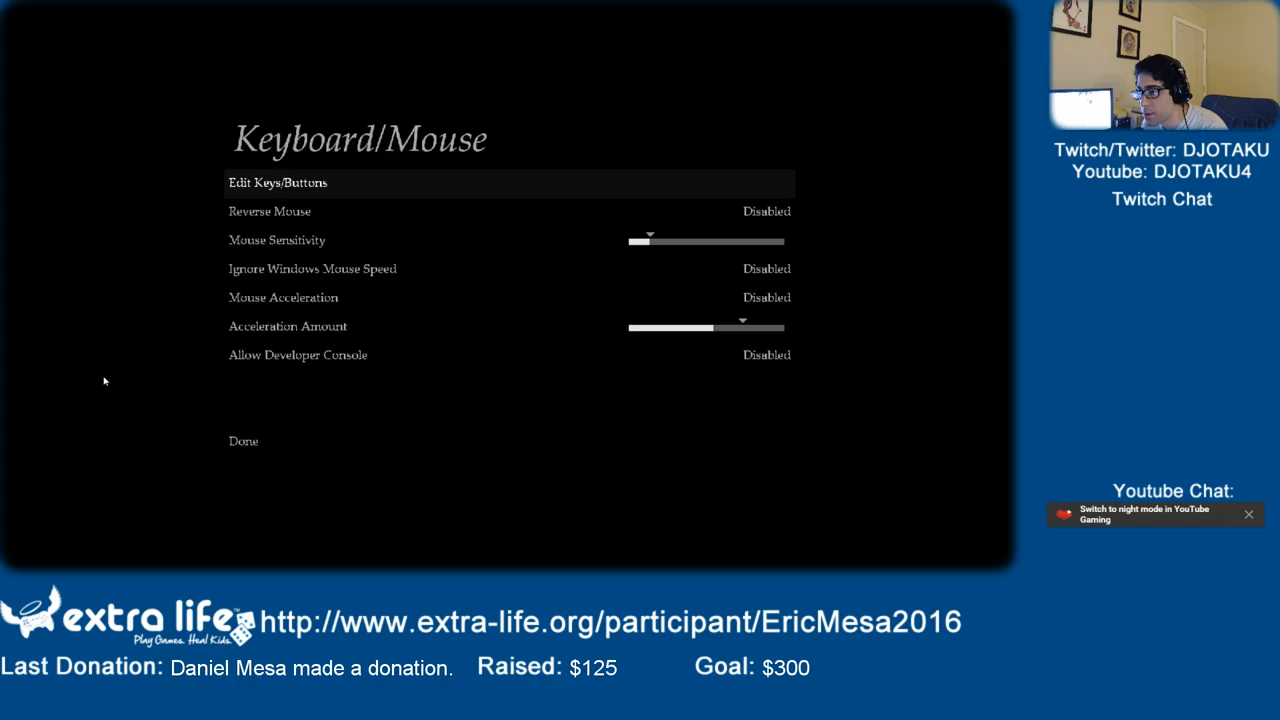 Keyboard/Mouse
Edit Keys/Buttons
Reverse Mouse Disabled
Mouse Sensitivity
Ignore Windows Mouse Speed Disabled
Mouse Acceleration Disabled
Acceleration Amount
Allow Developer Console Disabled
Done
Twitch/Twitter: DJOTAKU
Youtube: DJOTAKU4
Twitch Chat
Youtube Chat:
Switch to night mode in YouTube
Gaming
extra life
Play Games. Heal Kids.
http://www.extra-life.org/participant/EricMesa2016
Last Donation: Daniel Mesa made a donation. Raised: $125 Goal: $300